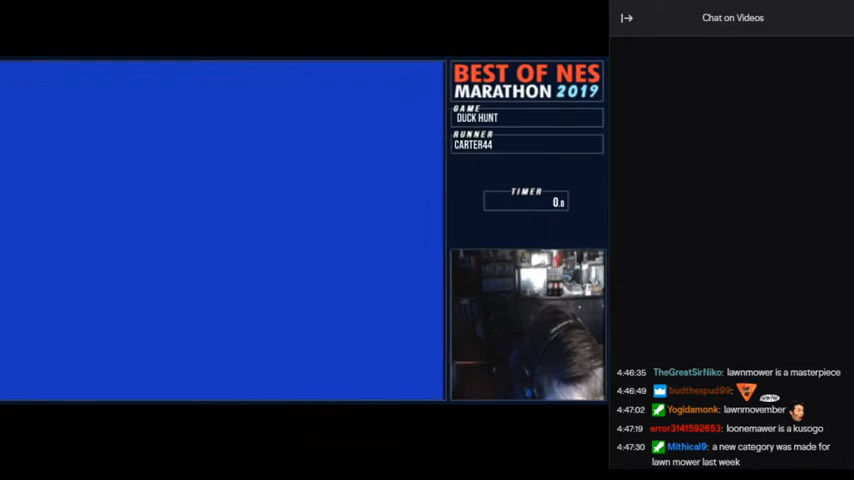 Chat on Videos
BEST OF NES
MARATHON 2019
GAME
DUCK HUNT
RUNNER
CARTER44
TIMER
0.0
4:46:35 TheGreatSirNiko: lawnmower is a masterpiece
4:46:49 budthespud99:
4:47:02 Yogidamonk: lawnmovember
4:47:19 error3141592653: loonemawer is a kusogo
4:47:30 Mithical9: a new category was made for
lawn mower last week